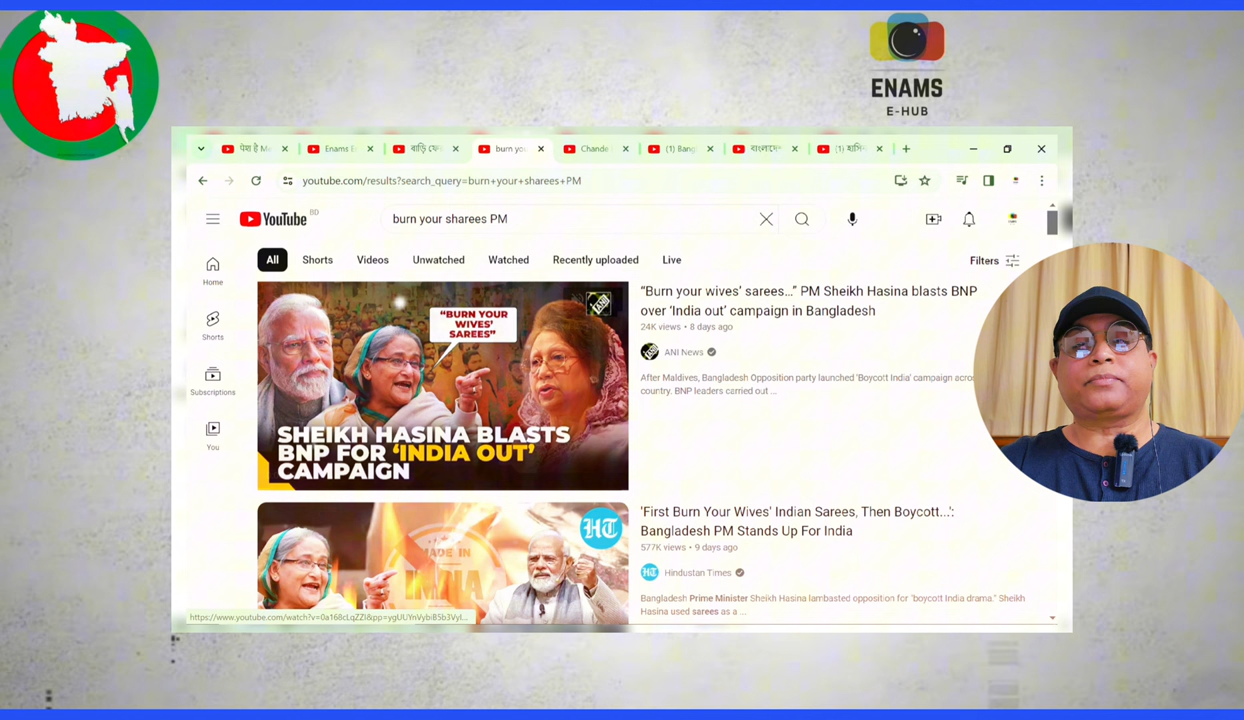 ENAMS
E-HUB
पेश है Me
Enams E
বাড়ি ফে
burn you
Chande
(1) Bang
বাংলাদে
(1) হাসি
youtube.com/results?search_query=burn+your+sharees+PM
YouTube BD
burn your sharees PM
All Shorts Videos Unwatched Watched Recently uploaded Live Filters
Home
Shorts
Subscriptions
You
"BURN YOUR
WIVES'
SAREES"
ANI
SHEIKH HASINA BLASTS
BNP FOR 'INDIA OUT'
CAMPAIGN
“Burn your wives’ sarees...” PM Sheikh Hasina blasts BNP
over ‘India out’ campaign in Bangladesh
24K views • 8 days ago
ANI News
After Maldives, Bangladesh Opposition party launched 'Boycott India' campaign acro
country. BNP leaders carried out ...
HT
MADE IN
INDIA
'First Burn Your Wives' Indian Sarees, Then Boycott...':
Bangladesh PM Stands Up For India
577K views • 9 days ago
HT Hindustan Times
Bangladesh Prime Minister Sheikh Hasina lambasted opposition for "boycott India drama." Sheikh
Hasina used sarees as a ...